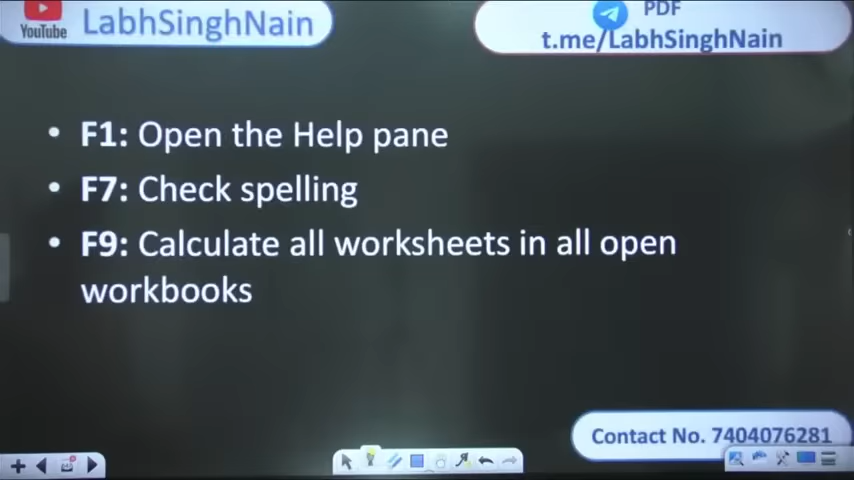 YouTube
LabhSinghNain
PDF
t.me/LabhSinghNain
• F1: Open the Help pane
• F7: Check spelling
• F9: Calculate all worksheets in all open
workbooks
Contact No. 7404076281